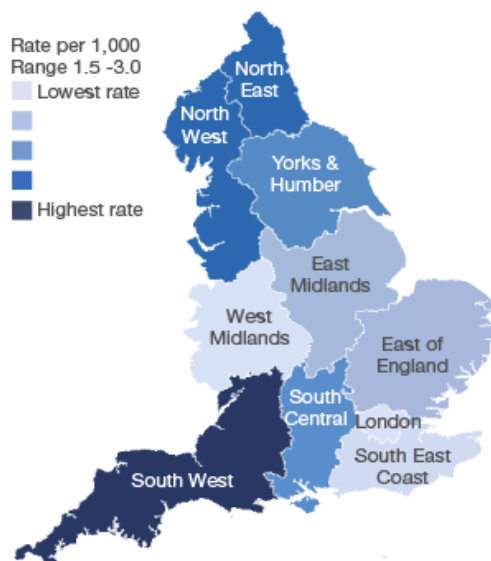 Rate per 1,000
Range 1.5 -3.0
Lowest rate
Highest rate
North
East
North
West
Yorks &
Humber
East
Midlands
West
Midlands
East of
England
South
Central
London
South East
Coast
South West